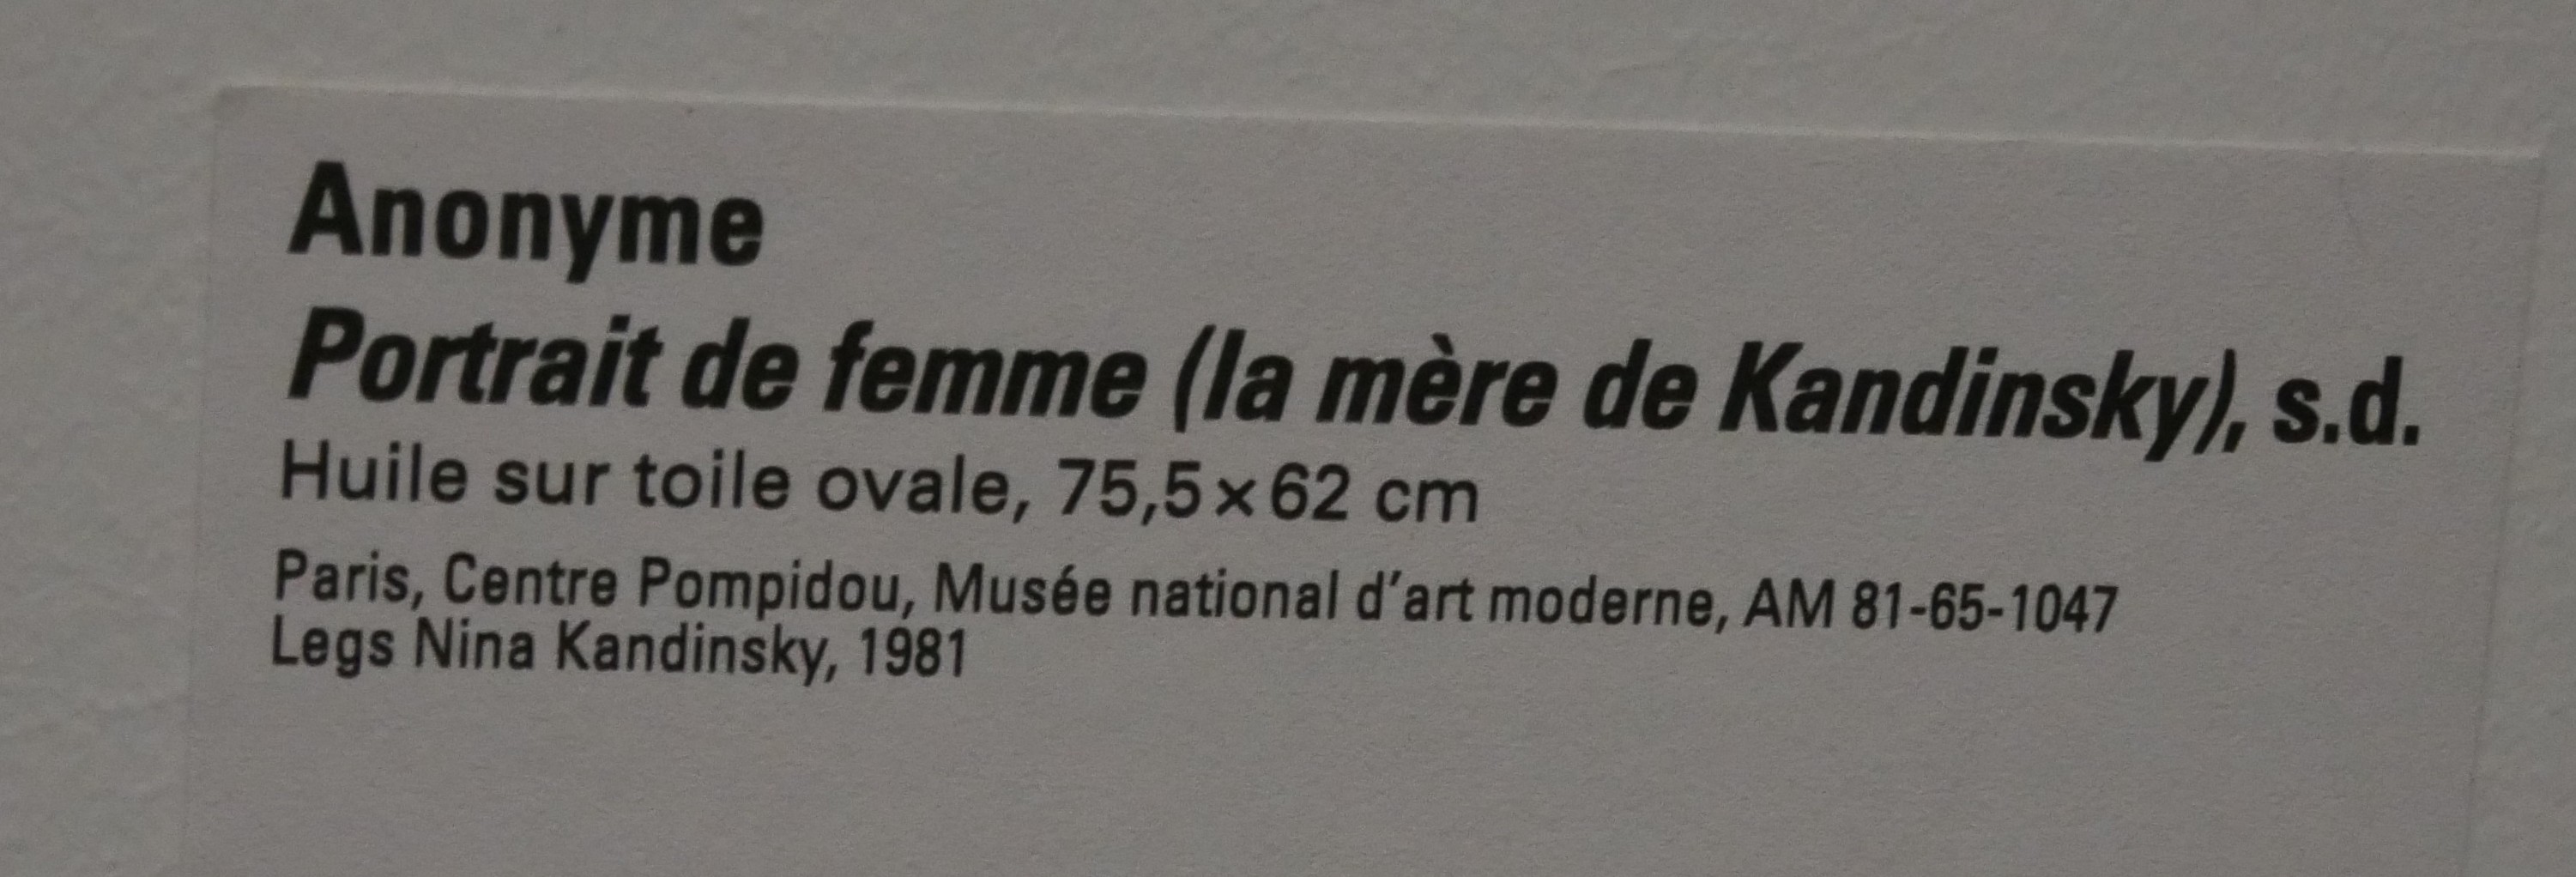 Anonyme
Portrait de femme (la mère de Kandinsky), s.d.
Huile sur toile ovale, 75,5×62 cm
Paris, Centre Pompidou, Musée national d’art moderne, AM 81-65-1047
Legs Nina Kandinsky, 1981